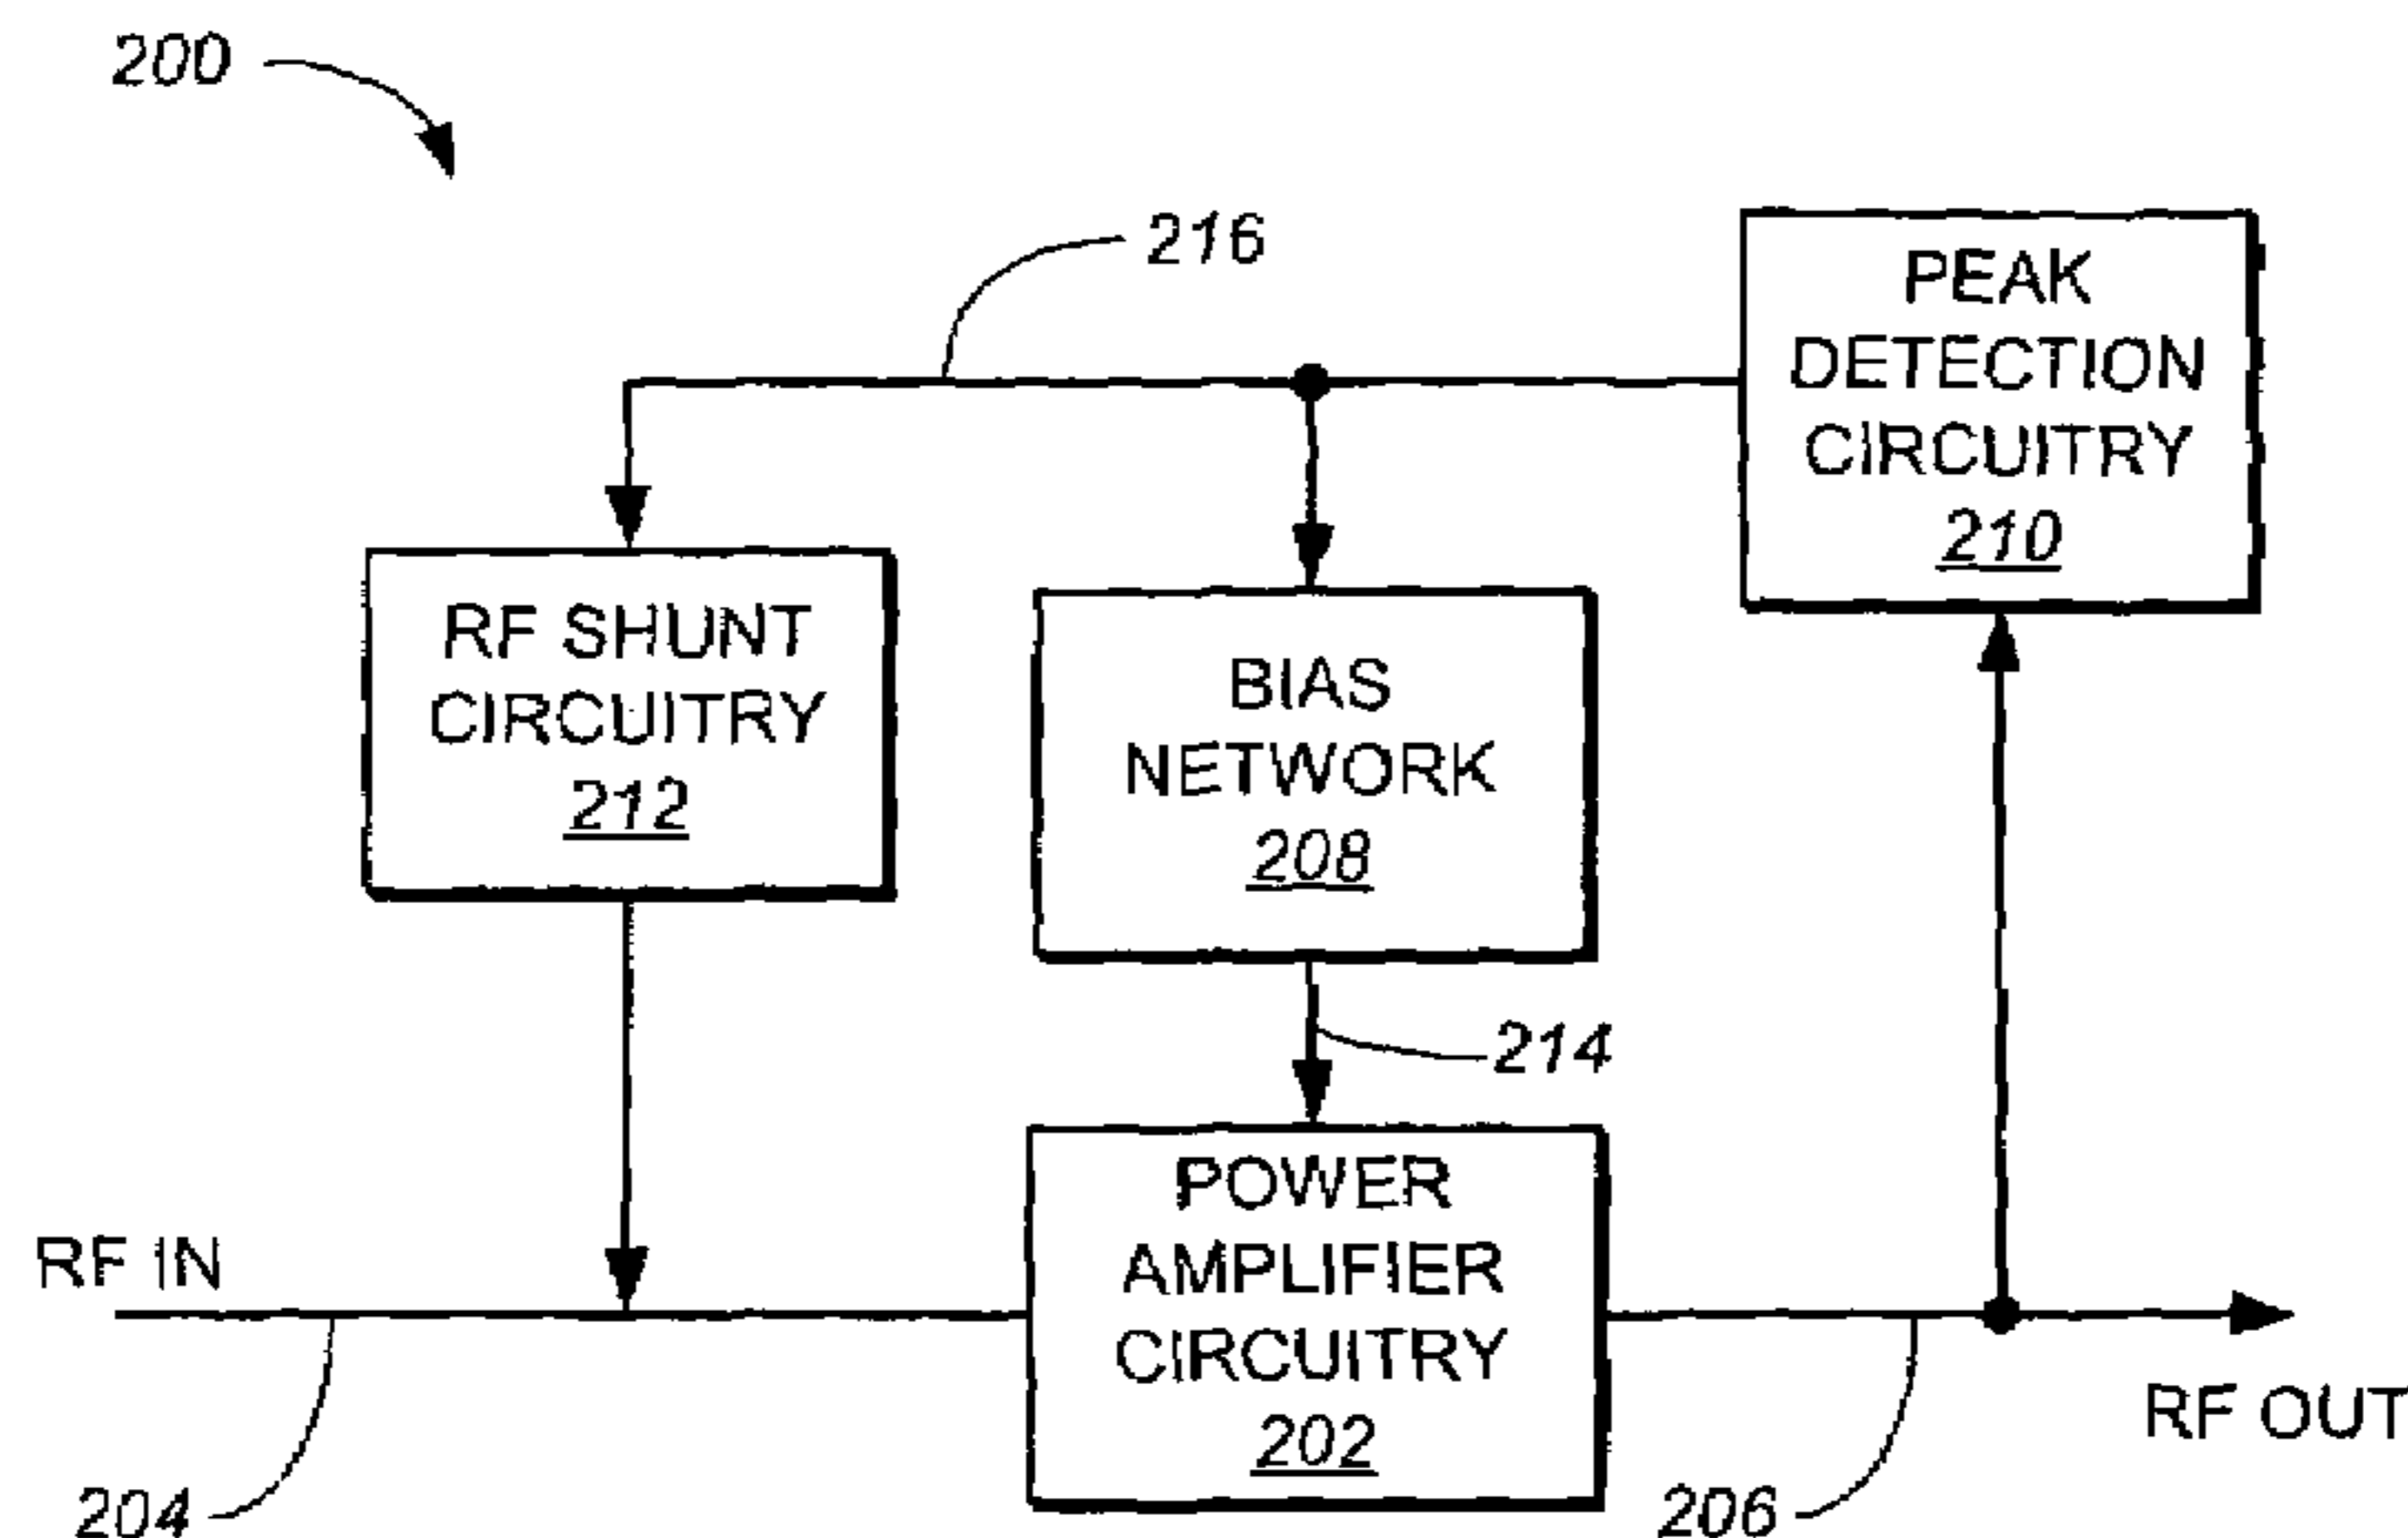 200
216
PEAK
DETECTION
CIRCUITRY
210
RF SHUNT
CIRCUITRY
212
BIAS
NETWORK
208
214
POWER
AMPLIFIER
CIRCUITRY
202
RF IN
RF OUT
204
206